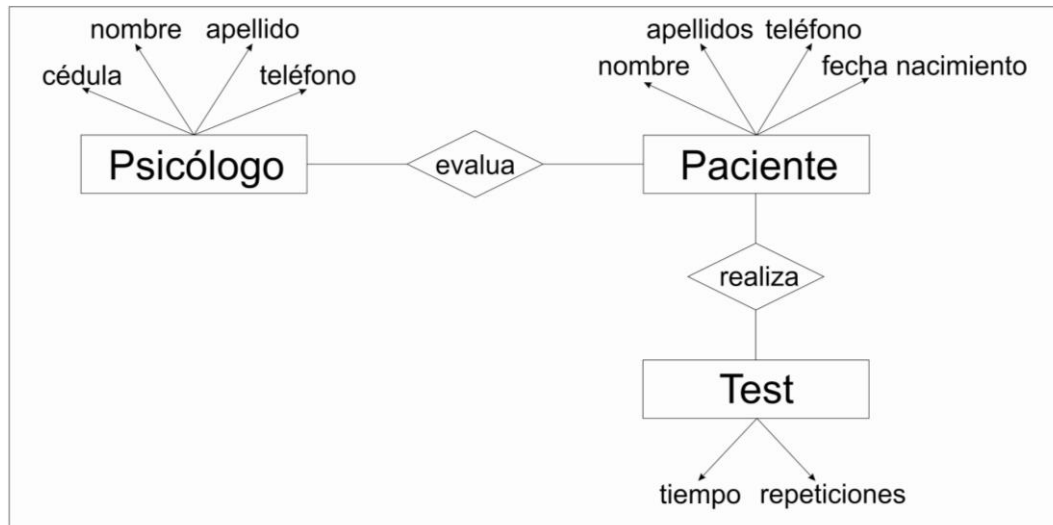 nombre apellido
cédula teléfono
Psicólogo
evalua
apellidos teléfono
nombre fecha nacimiento
Paciente
realiza
Test
tiempo repeticiones